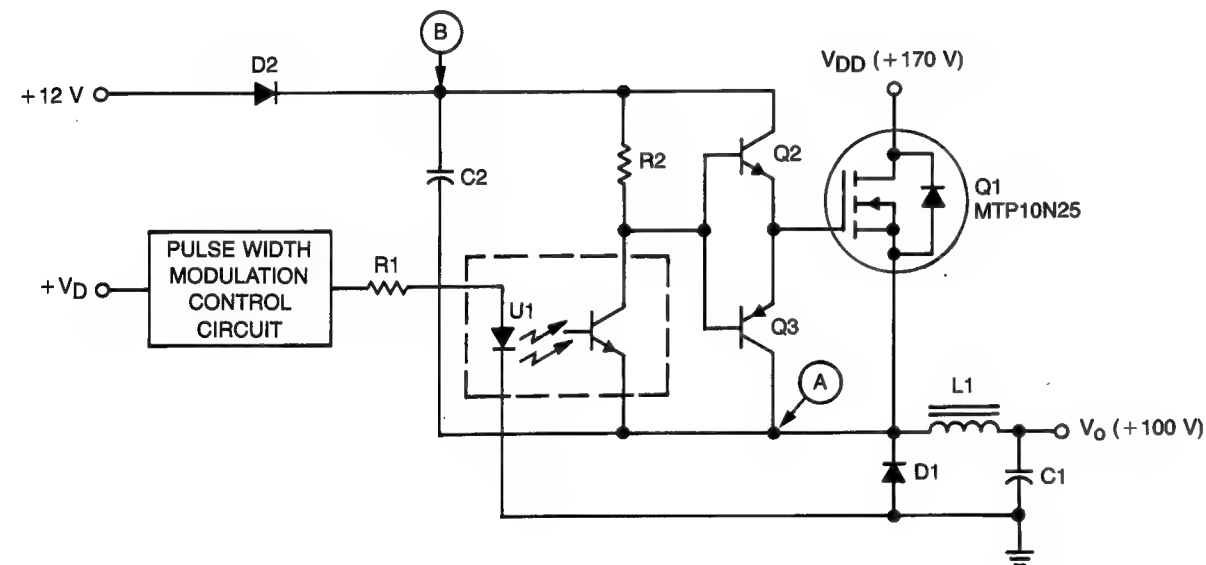 B
D2
+12 V
VDD (+170 V)
R2
Q2
C2
Q1
MTP10N25
PULSE WIDTH
MODULATION
CONTROL
CIRCUIT
+VD
R1
U1
Q3
A
L1
Vo (+100 V)
D1
C1